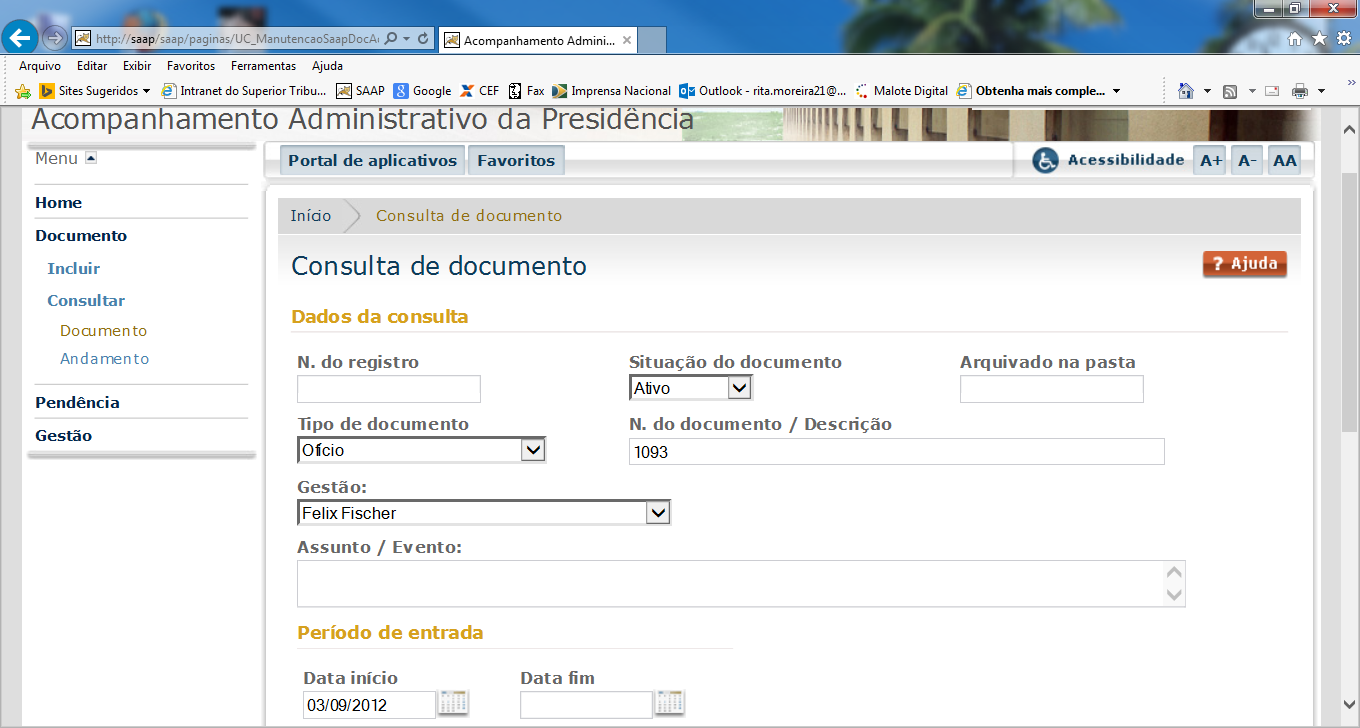 http://saap/saap/paginas/UC_ManutencaoSaapDocAd
Acompanhamento Admini...
Arquivo Editar Exibir Favoritos Ferramentas Ajuda
Sites Sugeridos Intranet do Superior Tribu... SAAP Google CEF Fax Imprensa Nacional Outlook - rita.moreira21@... Malote Digital Obtenha mais comple...
Acompanhamento Administrativo da Presidência
Menu
Portal de aplicativos Favoritos Acessibilidade A+ A- AA
Home
Documento
Incluir
Consultar
Documento
Andamento
Pendência
Gestão
Início Consulta de documento
Consulta de documento
? Ajuda
Dados da consulta
N. do registro Situação do documento Arquivado na pasta
Ativo
Tipo de documento N. do documento / Descrição
Ofício 1093
Gestão:
Felix Fischer
Assunto / Evento:
Período de entrada
Data início Data fim
03/09/2012